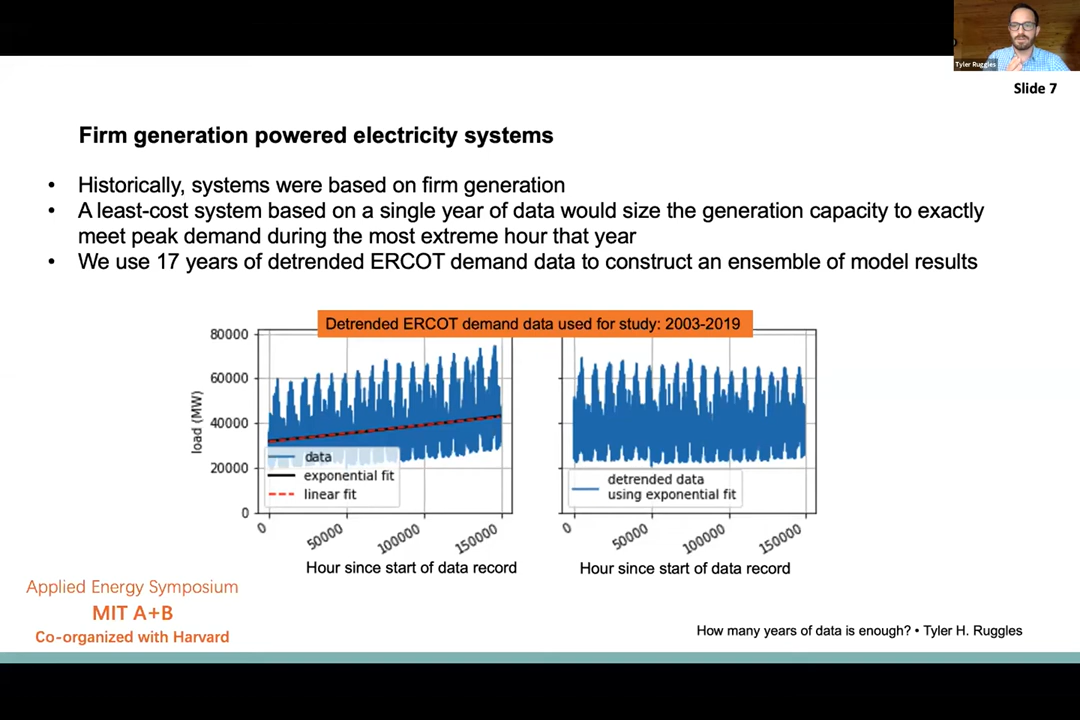 Tyler Ruggles
Slide 7
Firm generation powered electricity systems
• Historically, systems were based on firm generation
• A least-cost system based on a single year of data would size the generation capacity to exactly
meet peak demand during the most extreme hour that year
• We use 17 years of detrended ERCOT demand data to construct an ensemble of model results
Detrended ERCOT demand data used for study: 2003-2019
80000
60000
40000
20000
0
load (MW)
data
exponential fit
linear fit
0
50000
100000
150000
Hour since start of data record
detrended data
using exponential fit
0
50000
100000
150000
Hour since start of data record
Applied Energy Symposium
MIT A+B
Co-organized with Harvard
How many years of data is enough? • Tyler H. Ruggles